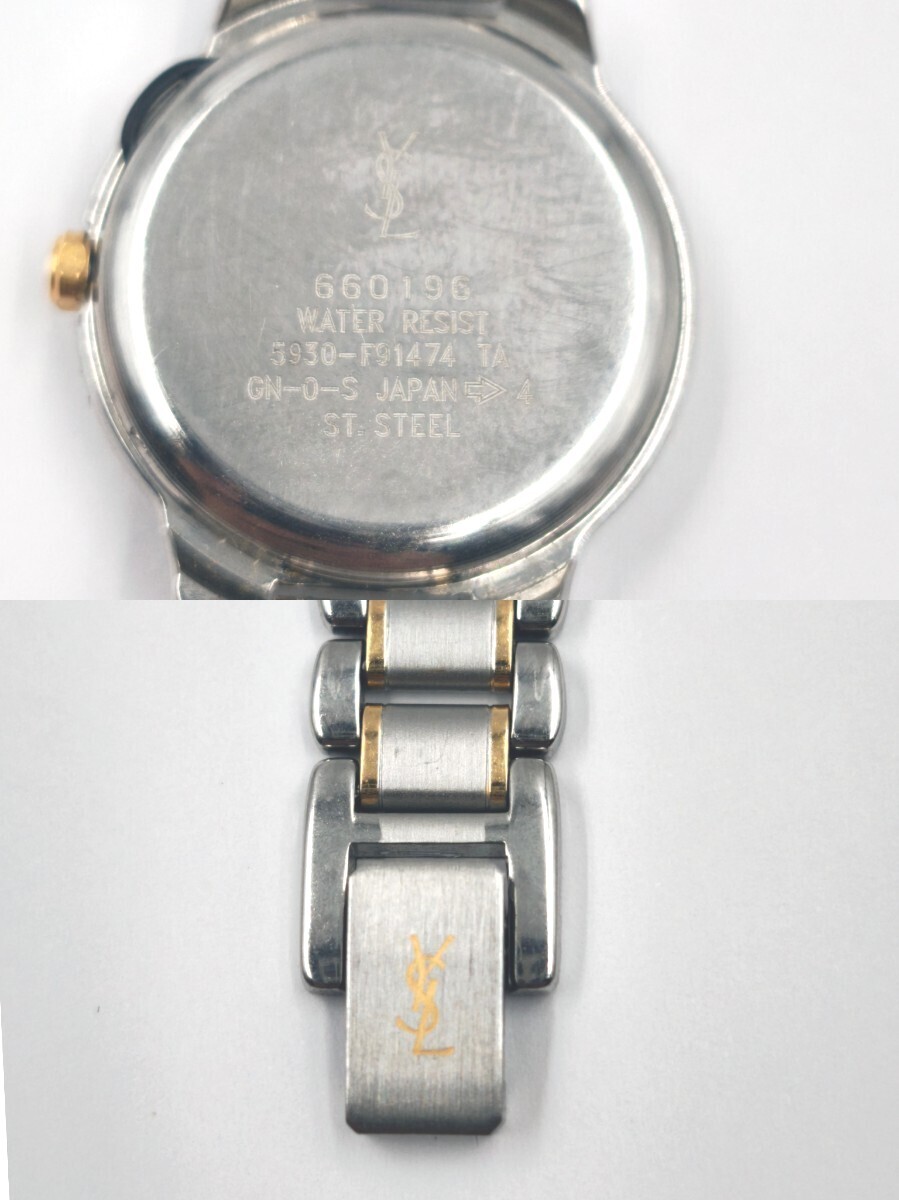 YSL
660196
WATER RESIST
5930-F91474 TA
GN-0-S JAPAN⇨4
ST. STEEL
YSL